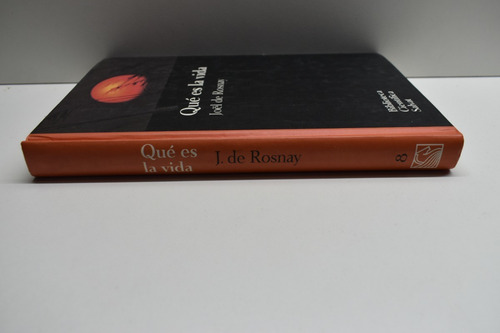 Qué es la vida
Joël de Rosnay
Biblioteca
Científica
Salvat
Qué es
la vida
J. de Rosnay
8